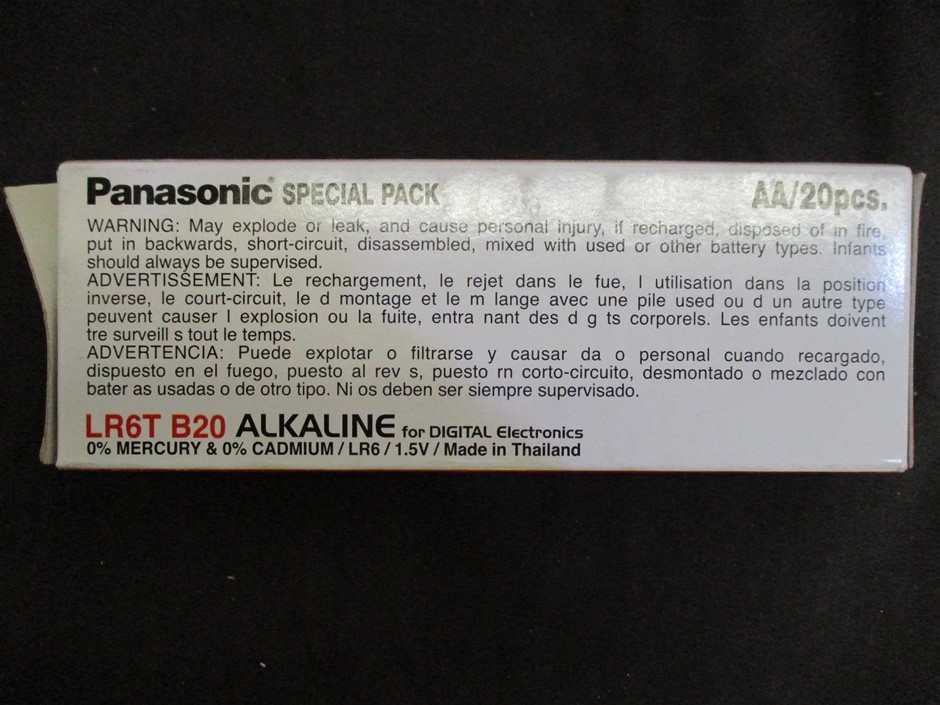 Panasonic SPECIAL PACK AA/20pcs.
WARNING: May explode or leak, and cause personal injury, if recharged, disposed of in fire,
put in backwards, short-circuit, disassembled, mixed with used or other battery types. Infants
should always be supervised.
ADVERTISSEMENT: Le rechargement, le rejet dans le fue, l utilisation dans la position
inverse, le court-circuit, le d montage et le m lange avec une pile used ou d un autre type
peuvent causer l explosion ou la fuite, entra nant des d g ts corporels. Les enfants doivent
tre surveill s tout le temps.
ADVERTENCIA: Puede explotar o filtrarse y causar da o personal cuando recargado,
dispuesto en el fuego, puesto al rev s, puesto rn corto-circuito, desmontado o mezclado con
bater as usadas o de otro tipo. Ni os deben ser siempre supervisado.
LR6T B20 ALKALINE for DIGITAL Electronics
0% MERCURY & 0% CADMIUM / LR6 / 1.5V / Made in Thailand